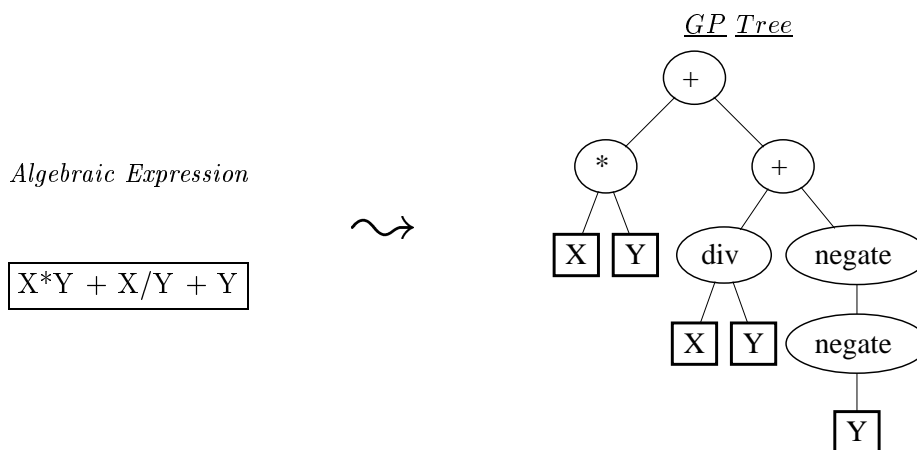 GP Tree
+
Algebraic Expression
* +
X Y div negate
X*Y + X/Y + Y
X Y negate
Y